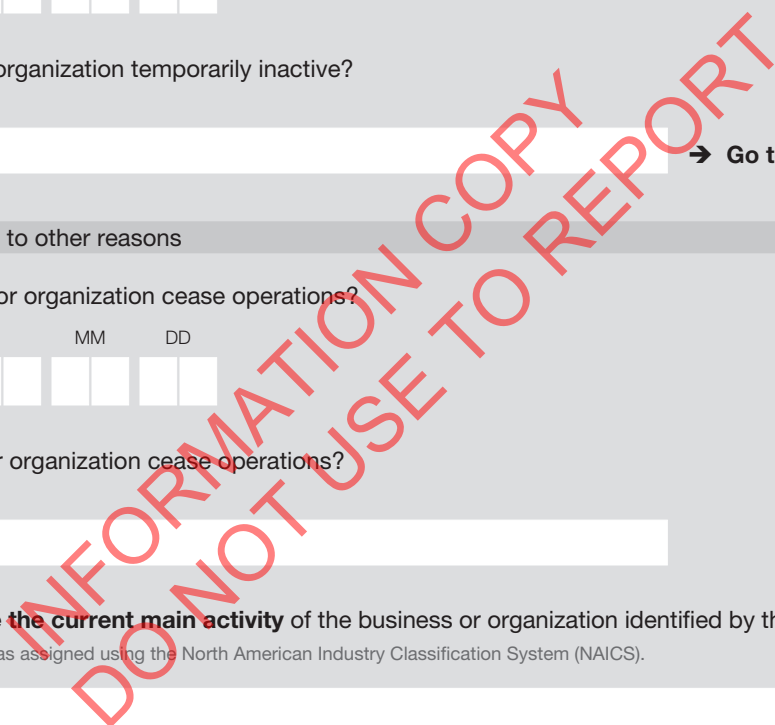 organization temporarily inactive?
➔ Go t
to other reasons
or organization cease operations?
MM DD
organization cease operations?
the current main activity of the business or organization identified by th
as assigned using the North American Industry Classification System (NAICS).
INFORMATION COPY
DO NOT USE TO REPORT